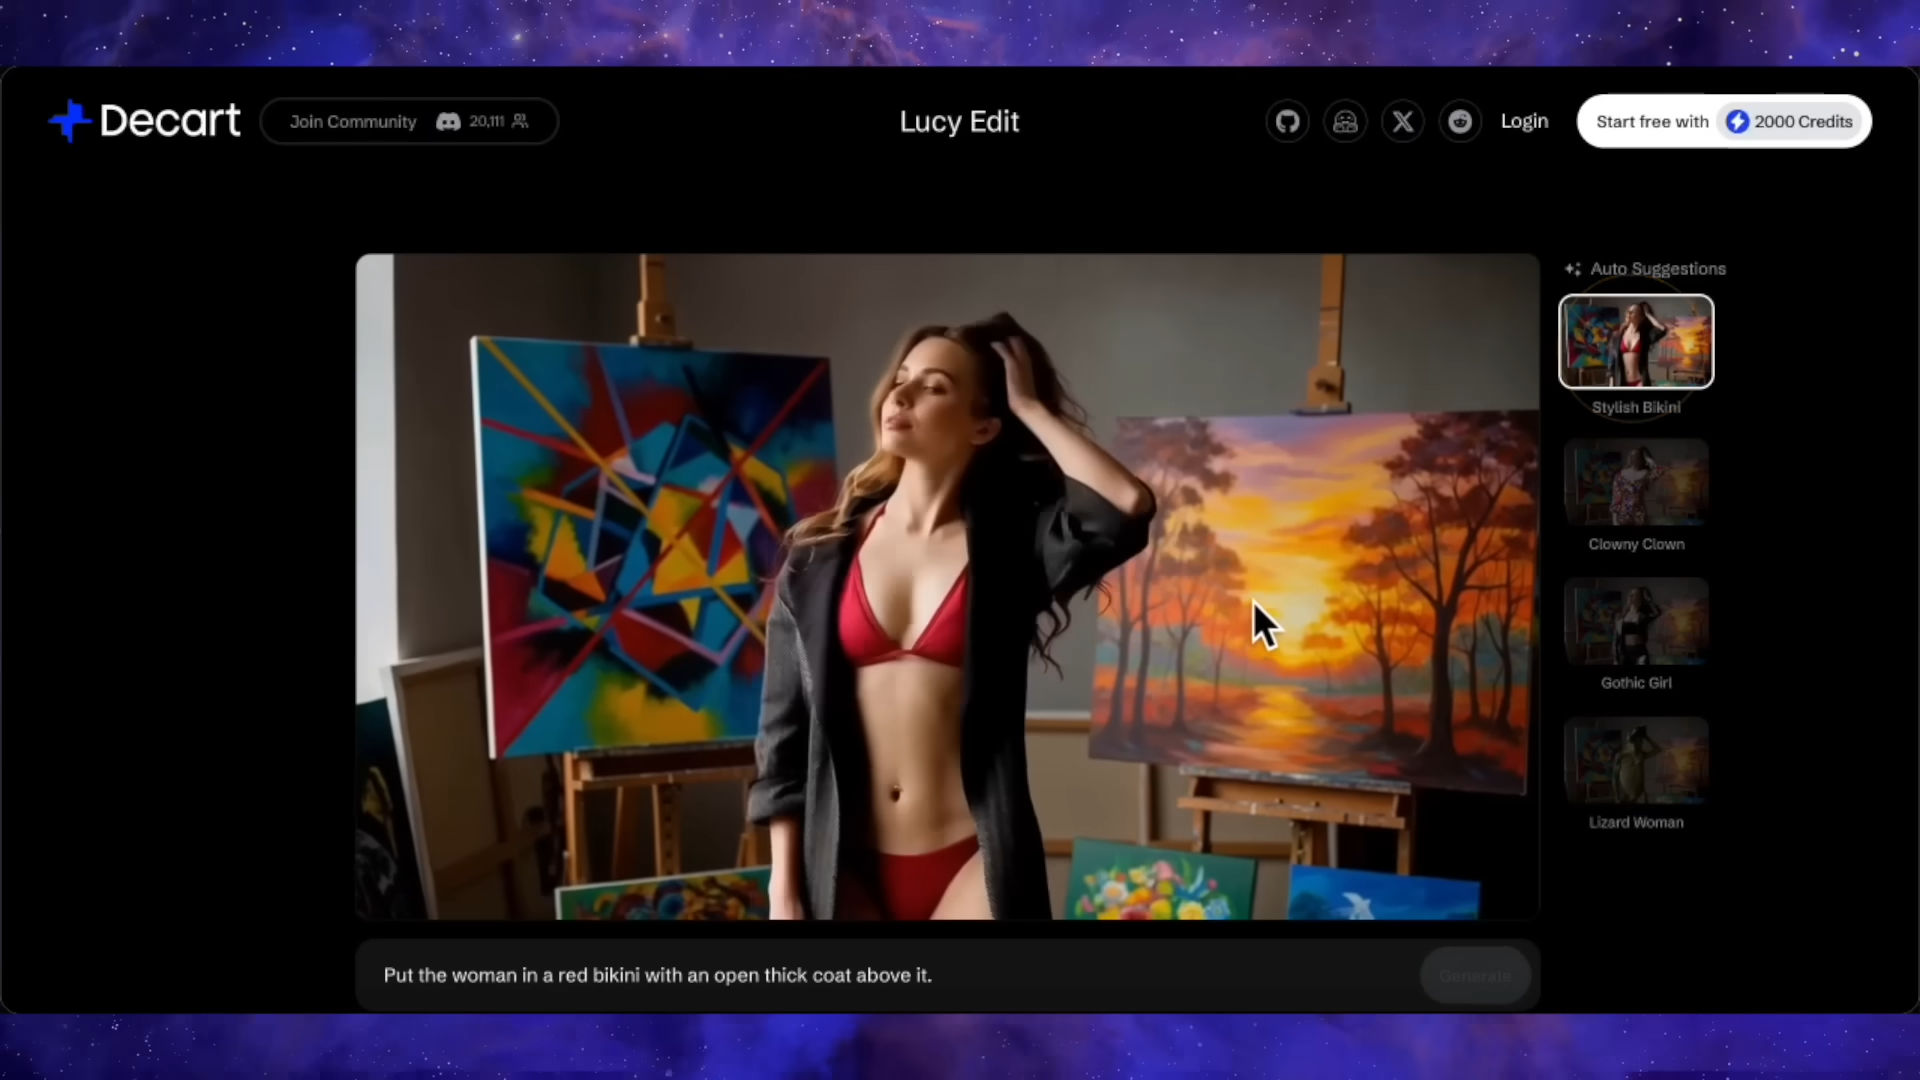 Decart
Join Community 20,111
Lucy Edit
Login
Start free with 2000 Credits
Auto Suggestions
Stylish Bikini
Clowny Clown
Gothic Girl
Lizard Woman
Put the woman in a red bikini with an open thick coat above it.
Generate